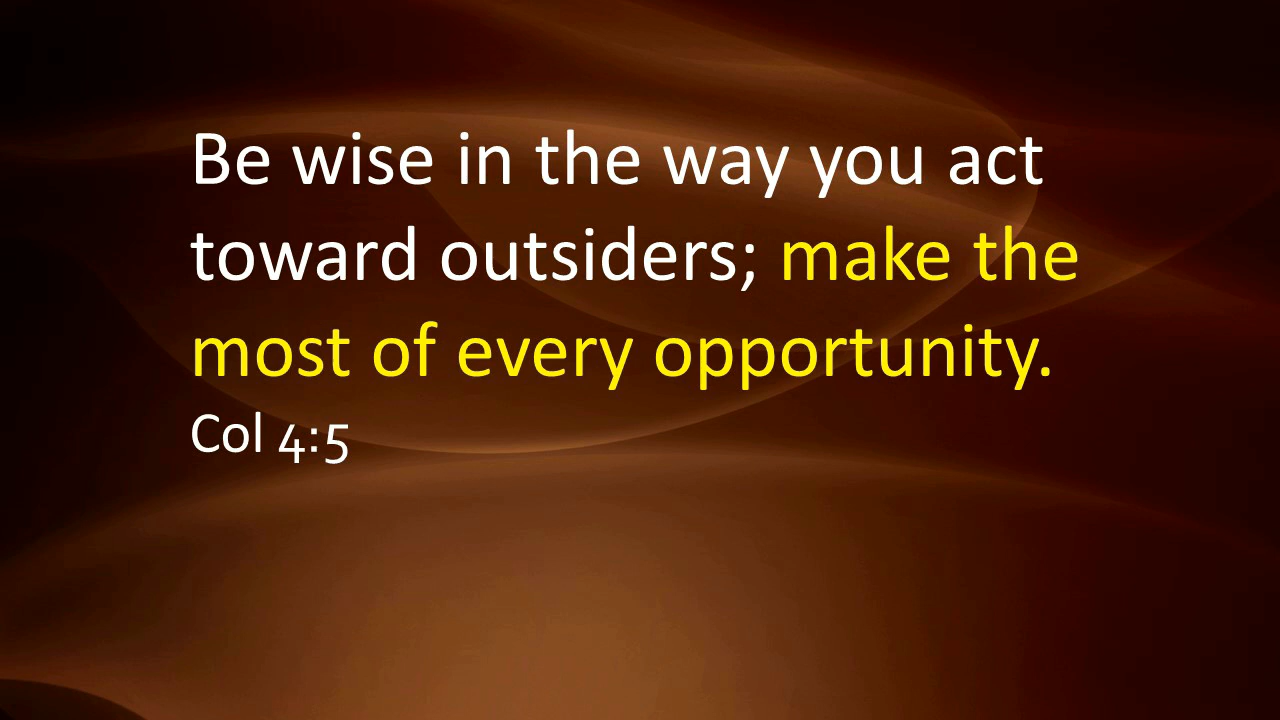 Be wise in the way you act
toward outsiders; make the
most of every opportunity.
Col 4:5